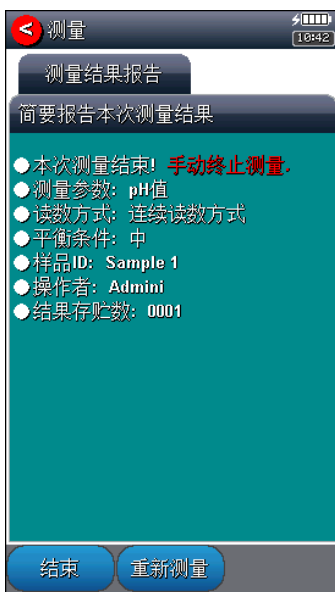 测量
10:42
测量结果报告
简要报告本次测量结果
本次测量结束! 手动终止测量.
测量参数: pH值
读数方式: 连续读数方式
平衡条件: 中
样品ID: Sample 1
操作者: Admini
结果存贮数: 0001
结束 重新测量